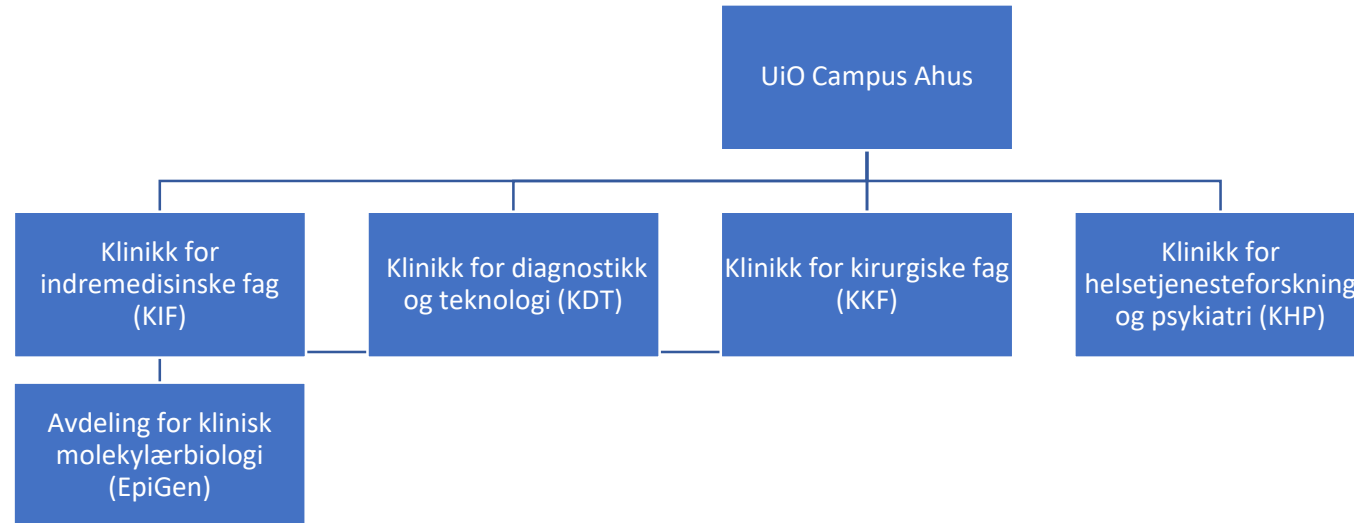 UiO Campus Ahus
Klinikk for
indremedisinske fag
(KIF)
Klinikk for diagnostikk
og teknologi (KDT)
Klinikk for kirurgiske fag
(KKF)
Klinikk for
helsetjenesteforskning
og psykiatri (KHP)
Avdeling for klinisk
molekylærbiologi
(EpiGen)